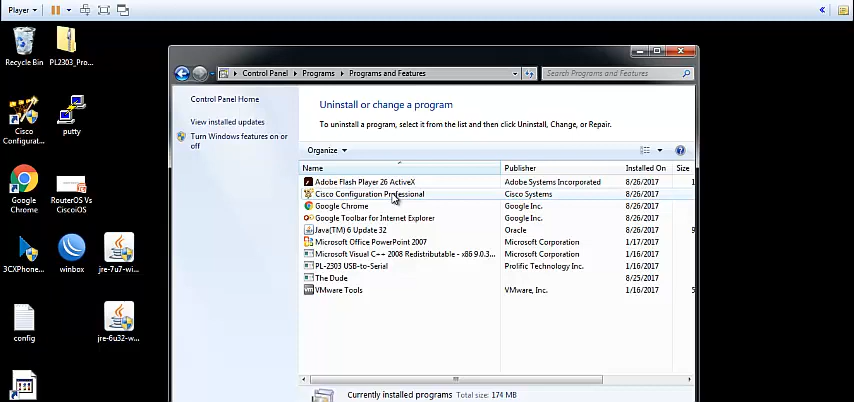 Player
Recycle Bin
PL2303_Pro...
Cisco Configurat...
putty
Google Chrome
RouterOS Vs CiscoiOS
3CXPhone...
winbox
jre-7u7-wi...
config
jre-6u32-w...
Control Panel Programs Programs and Features
Search Programs and Features
Control Panel Home
View installed updates
Turn Windows features on or off
Uninstall or change a program
To uninstall a program, select it from the list and then click Uninstall, Change, or Repair.
Organize
Name Publisher Installed On Size
Adobe Flash Player 26 ActiveX Adobe Systems Incorporated 8/26/2017 1
Cisco Configuration Professional Cisco Systems 8/26/2017
Google Chrome Google Inc. 8/26/2017
Google Toolbar for Internet Explorer Google Inc. 8/26/2017
Java(TM) 6 Update 32 Oracle 8/26/2017 9
Microsoft Office PowerPoint 2007 Microsoft Corporation 1/17/2017
Microsoft Visual C++ 2008 Redistributable - x86 9.0.3... Microsoft Corporation 1/16/2017
PL-2303 USB-to-Serial Prolific Technology Inc. 8/26/2017
The Dude 8/25/2017
VMware Tools VMware, Inc. 1/16/2017 5
Currently installed programs Total size: 174 MB